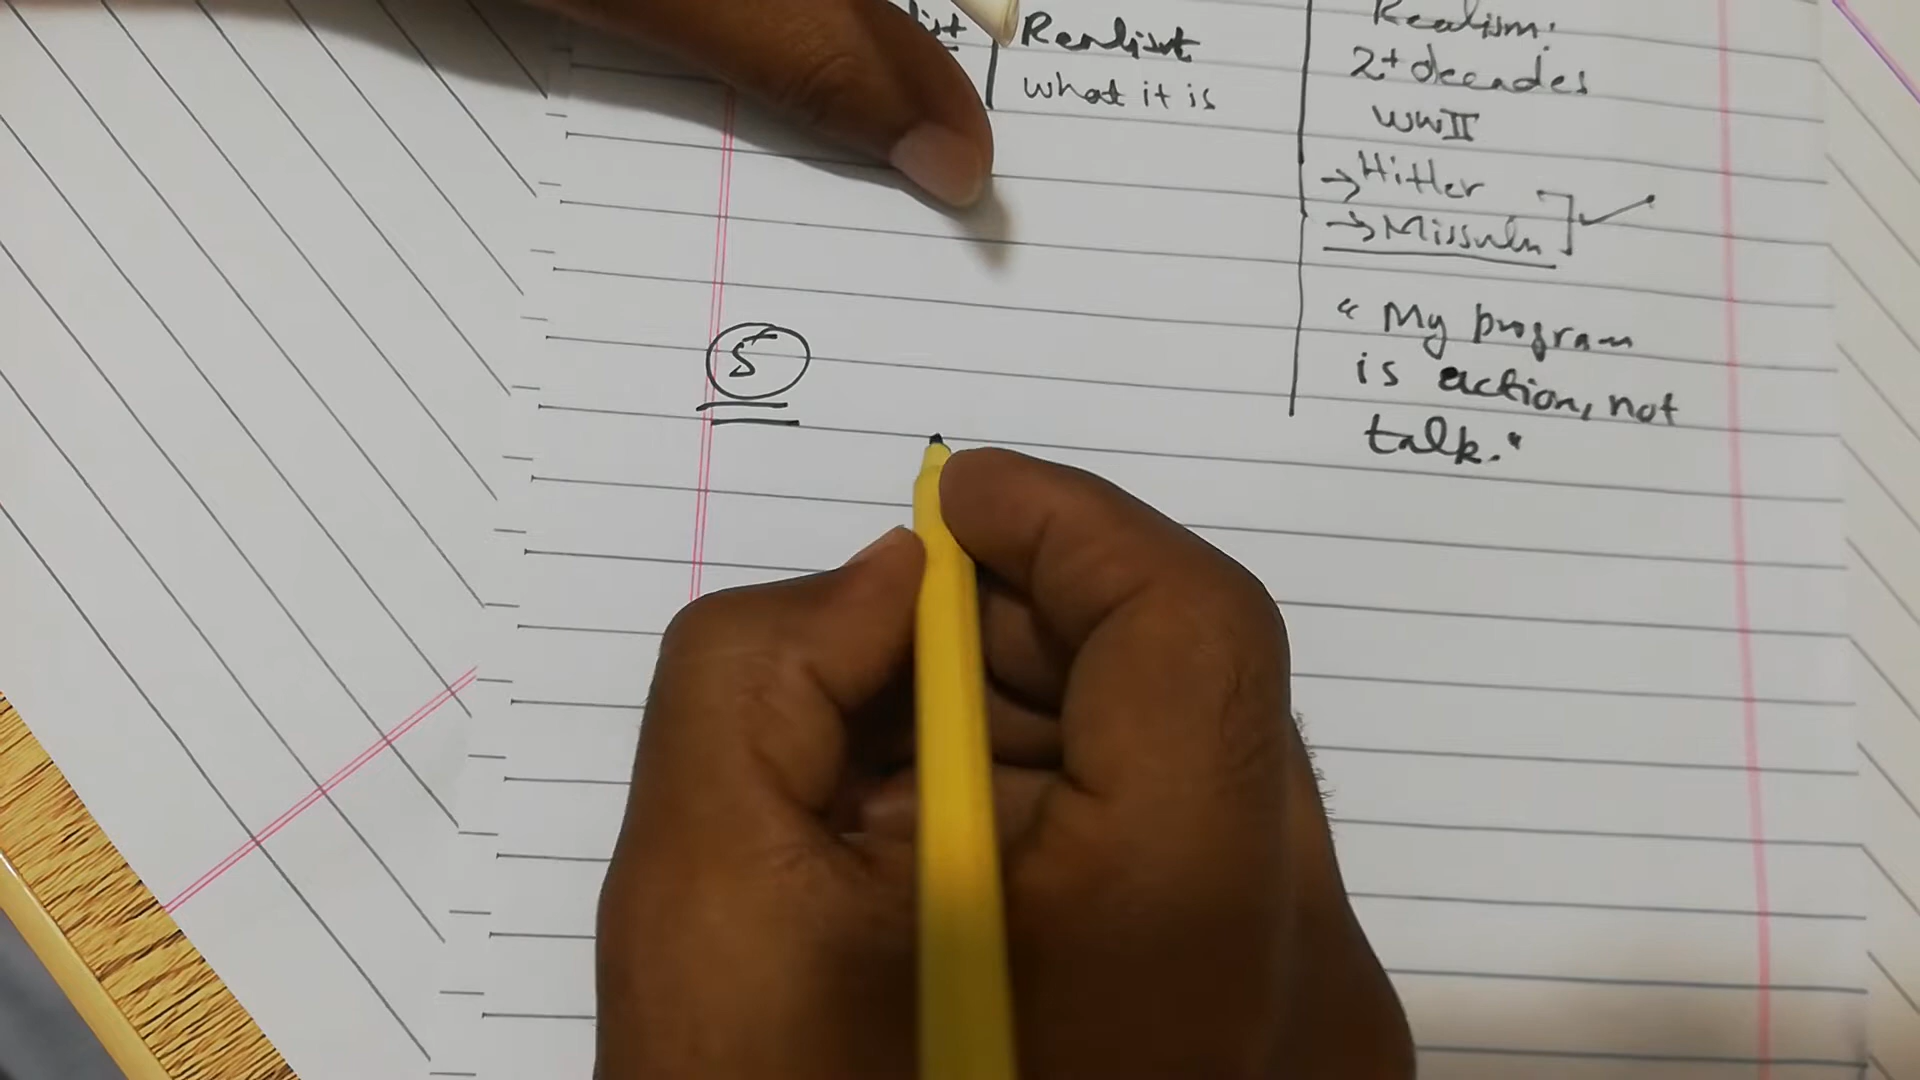 Realist
what it is
5
Realism:
2+ decades
WWII
→ Hitler
→ Missulin
"My program
is action, not
talk."